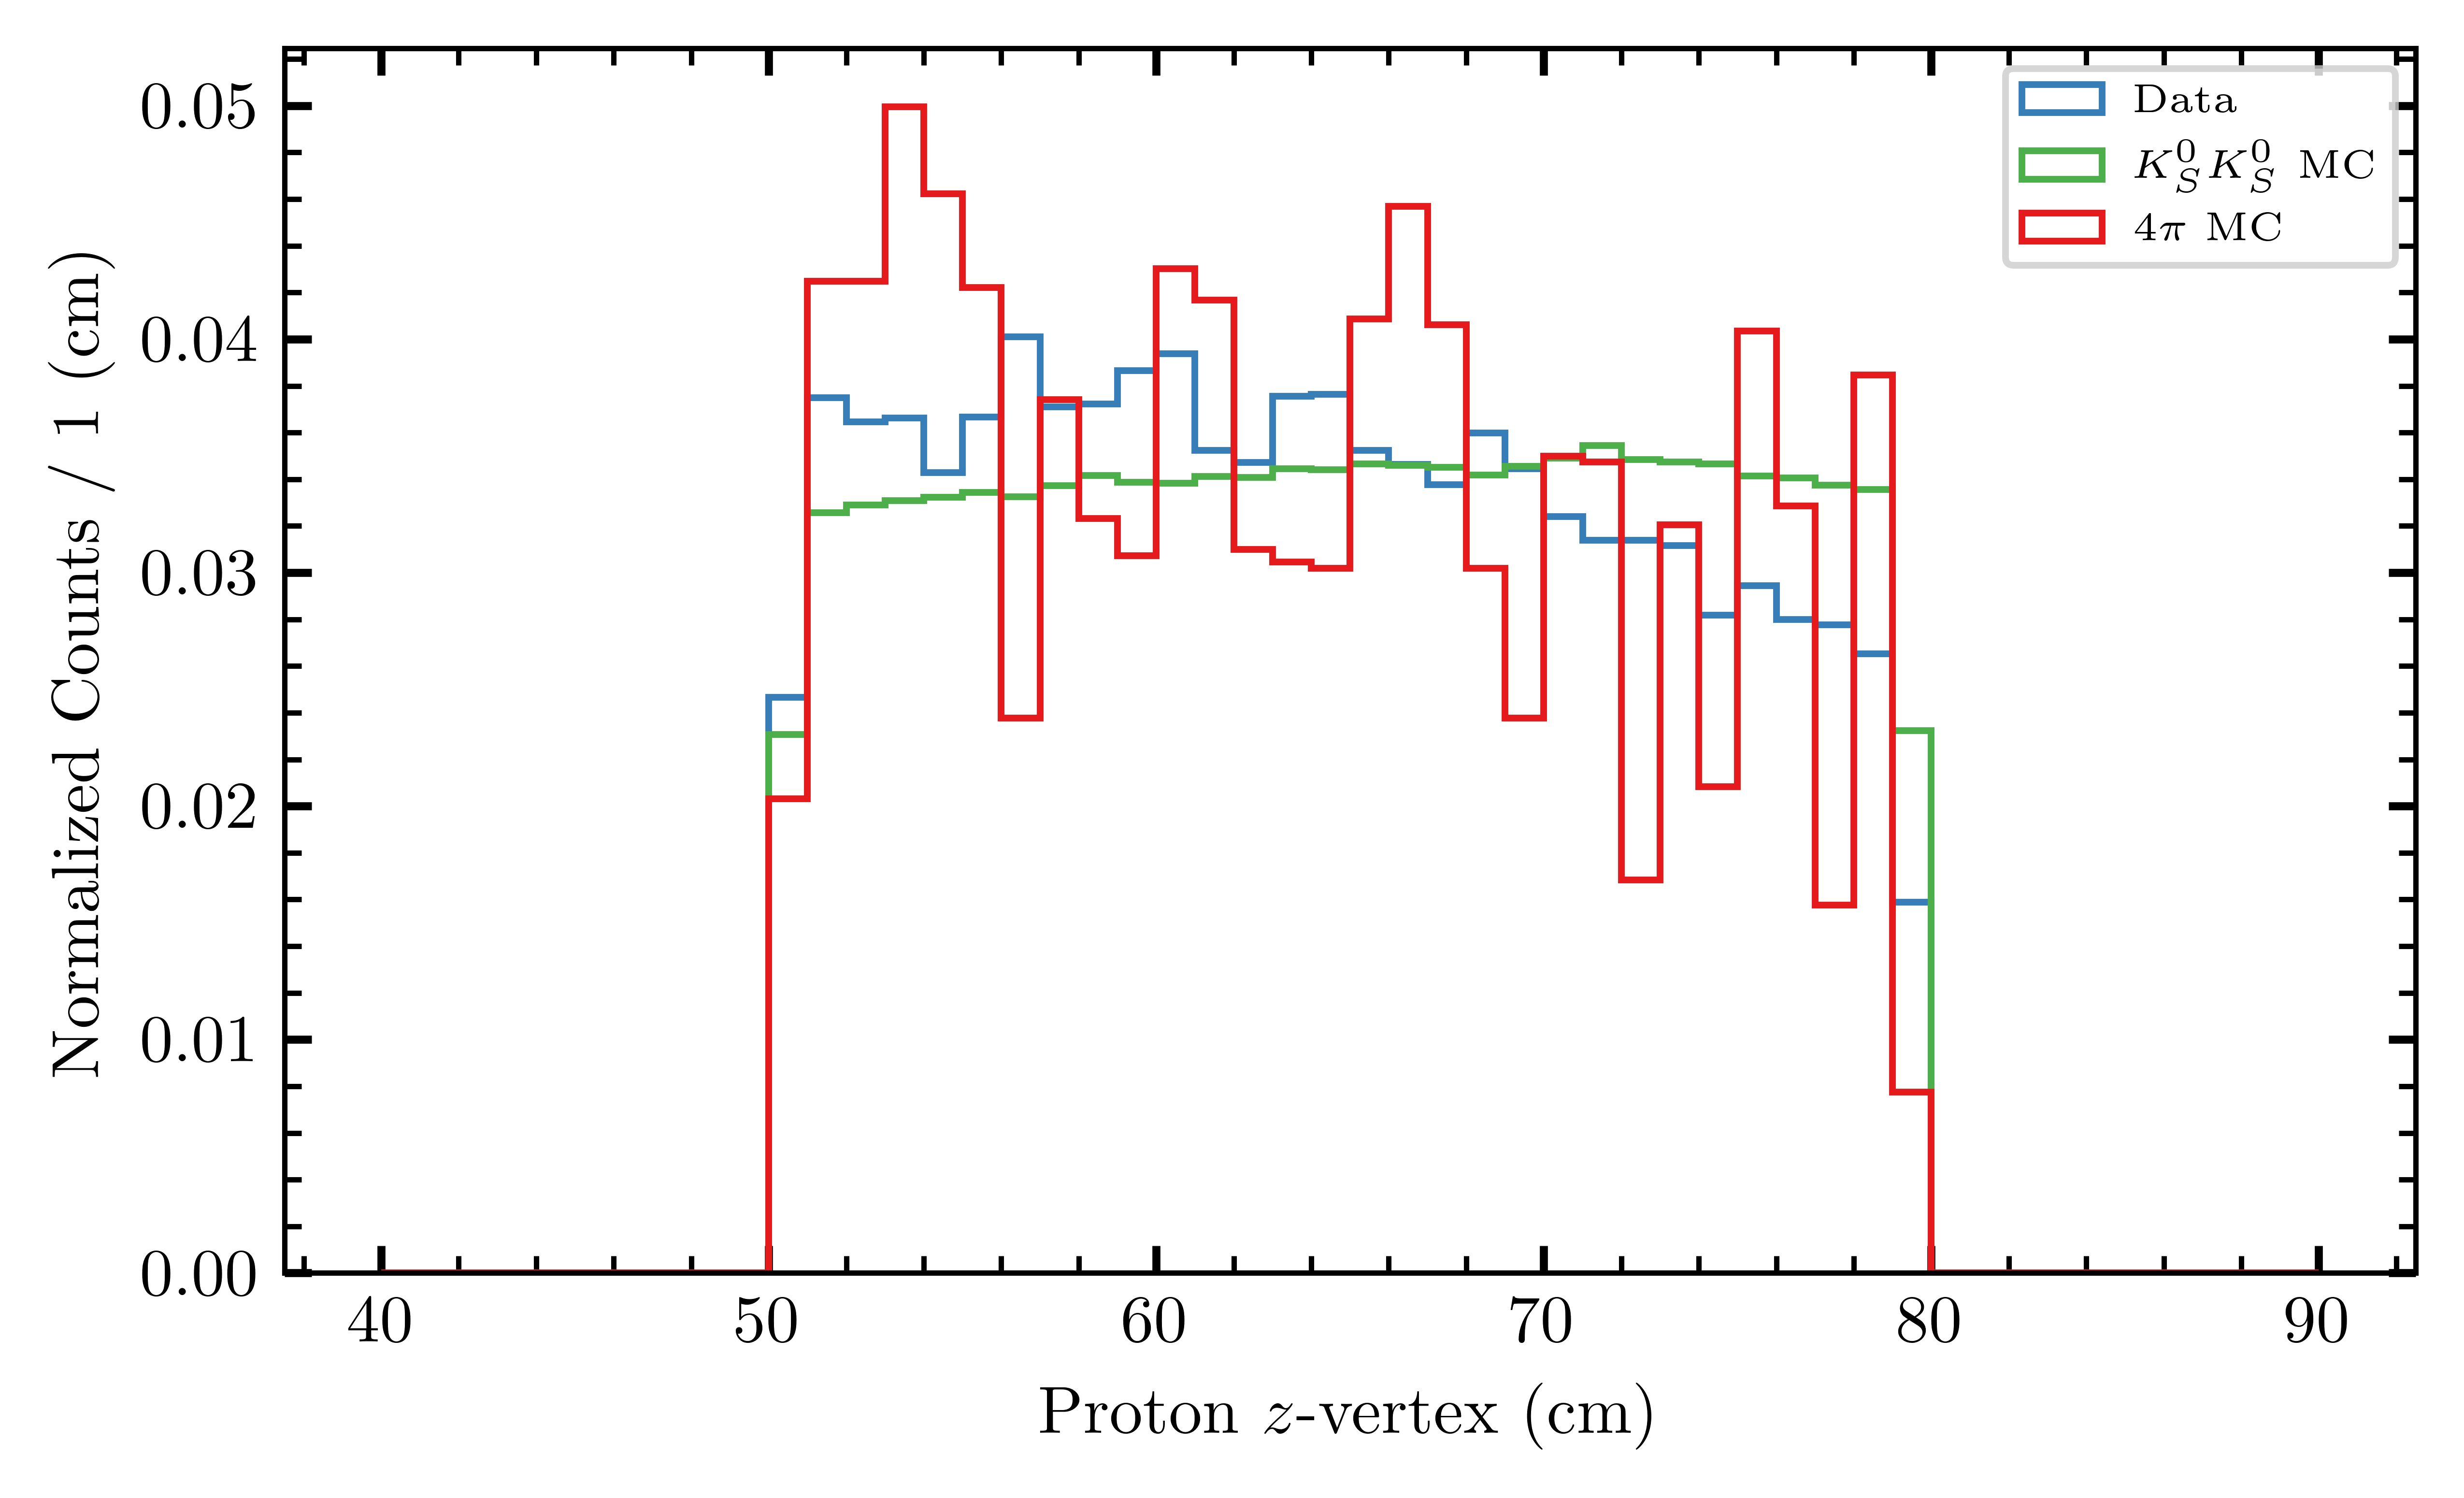 Data
$K_S^0 K_S^0$ MC
4π MC
Normalized Counts / 1 (cm)
0.05
0.04
0.03
0.02
0.01
0.00
40 50 60 70 80 90
Proton z-vertex (cm)